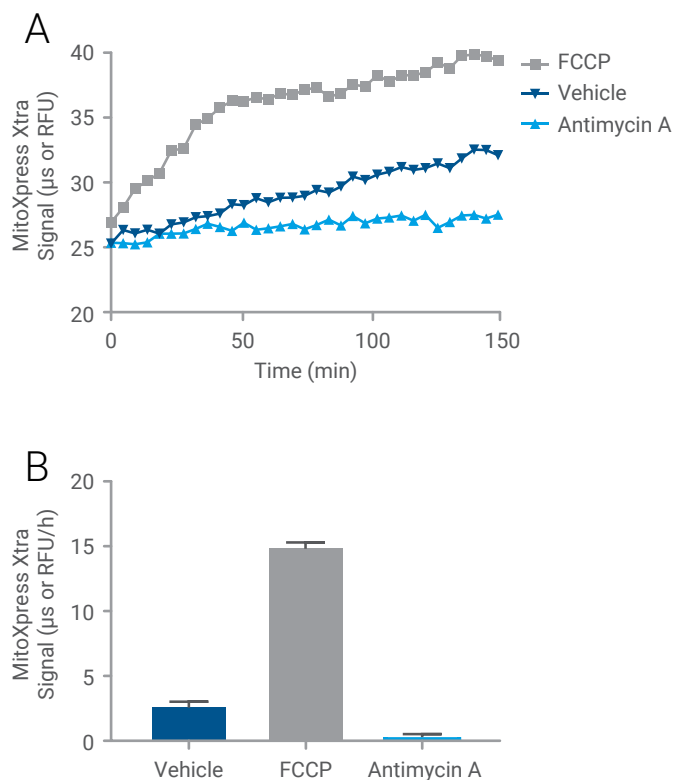 A
MitoXpress Xtra
Signal (µs or RFU)
40
35
30
25
20
0
50
100
150
Time (min)
FCCP
Vehicle
Antimycin A
B
MitoXpress Xtra
Signal (µs or RFU/h)
20
15
10
5
0
Vehicle
FCCP
Antimycin A